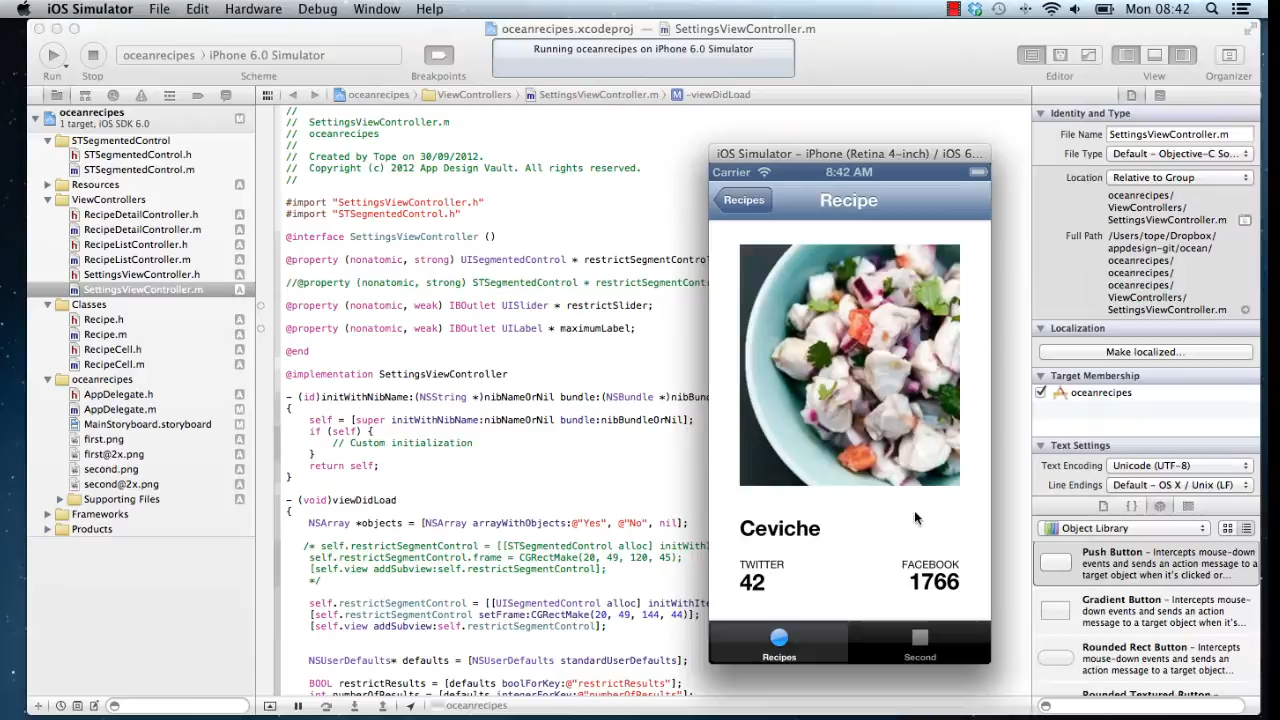 iOS Simulator File Edit Hardware Debug Window Help Mon 08:42
oceanrecipes.xcodeproj — SettingsViewController.m
oceanrecipes > iPhone 6.0 Simulator
Running oceanrecipes on iPhone 6.0 Simulator
Run Stop Scheme Breakpoints Editor View Organizer
oceanrecipes ViewControllers SettingsViewController.m M -viewDidLoad
oceanrecipes M
1 target, iOS SDK 6.0
STSegmentedControl
h STSegmentedControl.h A
m STSegmentedControl.m A
Resources A
ViewControllers
h RecipeDetailController.h A
m RecipeDetailController.m A
h RecipeListController.h A
m RecipeListController.m A
h SettingsViewController.h A
m SettingsViewController.m A
Classes
h Recipe.h A
m Recipe.m A
h RecipeCell.h A
m RecipeCell.m A
oceanrecipes
h AppDelegate.h A
m AppDelegate.m M
MainStoryboard.storyboard M
first.png A
first@2x.png A
second.png A
second@2x.png A
Supporting Files A
Frameworks
Products
//
// SettingsViewController.m
// oceanrecipes
//
// Created by Tope on 30/09/2012.
// Copyright (c) 2012 App Design Vault. All rights reserved.
//
#import "SettingsViewController.h"
#import "STSegmentedControl.h"
@interface SettingsViewController ()
@property (nonatomic, strong) UISegmentedControl * restrictSegmentContr
//@property (nonatomic, strong) STSegmentedControl * restrictSegmentContr
@property (nonatomic, weak) IBOutlet UISlider * restrictSlider;
@property (nonatomic, weak) IBOutlet UILabel * maximumLabel;
@end
@implementation SettingsViewController
- (id)initWithNibName:(NSString *)nibNameOrNil bundle:(NSBundle *)nibBund
{
self = [super initWithNibName:nibNameOrNil bundle:nibBundleOrNil];
if (self) {
// Custom initialization
}
return self;
}
- (void)viewDidLoad
{
NSArray *objects = [NSArray arrayWithObjects:@"Yes", @"No", nil];
/* self.restrictSegmentControl = [[STSegmentedControl alloc] initWithI
self.restrictSegmentControl.frame = CGRectMake(20, 49, 120, 45);
[self.view addSubview:self.restrictSegmentControl];
*/
self.restrictSegmentControl = [[UISegmentedControl alloc] initWithIte
[self.restrictSegmentControl setFrame:CGRectMake(20, 49, 144, 44)];
[self.view addSubview:self.restrictSegmentControl];
NSUserDefaults* defaults = [NSUserDefaults standardUserDefaults];
BOOL restrictResults = [defaults boolForKey:@"restrictResults"];
int numberOfResults = [defaults integerForKey:@"numberOfResults"];
oceanrecipes
iOS Simulator – iPhone (Retina 4-inch) / iOS 6...
Carrier 8:42 AM
Recipes Recipe
Ceviche
TWITTER FACEBOOK
42 1766
Recipes Second
Identity and Type
File Name SettingsViewController.m
File Type Default - Objective-C So...
Location Relative to Group
oceanrecipes/
ViewControllers/
SettingsViewController.m
Full Path /Users/tope/Dropbox/
appdesign-git/ocean/
oceanrecipes/
oceanrecipes/
oceanrecipes/
ViewControllers/
SettingsViewController.m
Localization
Make localized...
Target Membership
oceanrecipes
Text Settings
Text Encoding Unicode (UTF-8)
Line Endings Default - OS X / Unix (LF)
Object Library
Push Button - Intercepts mouse-down
events and sends an action message to a
target object when it's clicked or...
Gradient Button - Intercepts mouse-
down events and sends an action
message to a target object when...
Rounded Rect Button - Intercepts
mouse-down events and sends an
action message to a target object...
Rounded Textured Button -